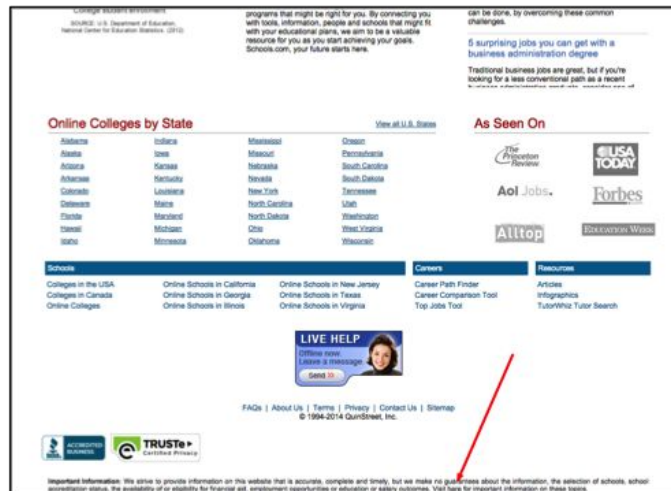 College student enrollment
SOURCE: U.S. Department of Education,
National Center for Education Statistics. (2012)
programs that might be right for you. By connecting you
with tools, information, people and schools that might fit
with your educational plans, we aim to be a valuable
resource for you as you start achieving your goals.
Schools.com, your future starts here.
can be done, by overcoming these common
challenges.
5 surprising jobs you can get with a
business administration degree
Traditional business jobs are great, but if you're
looking for a less conventional path as a recent
business administration graduate, consider one of
Online Colleges by State
View all U.S. States
Alabama Indiana Mississippi Oregon
Alaska Iowa Missouri Pennsylvania
Arizona Kansas Nebraska South Carolina
Arkansas Kentucky Nevada South Dakota
Colorado Louisiana New York Tennessee
Delaware Maine North Carolina Utah
Florida Maryland North Dakota Washington
Hawaii Michigan Ohio West Virginia
Idaho Minnesota Oklahoma Wisconsin
As Seen On
The Princeton Review
USA TODAY
Aol Jobs.
Forbes
Alltop
EDUCATION WEEK
Schools Careers Resources
Colleges in the USA Online Schools in California Online Schools in New Jersey Career Path Finder Articles
Colleges in Canada Online Schools in Georgia Online Schools in Texas Career Comparison Tool Infographics
Online Colleges Online Schools in Illinois Online Schools in Virginia Top Jobs Tool TutorWhiz Tutor Search
LIVE HELP
Offline now.
Leave a message
Send >>
FAQs | About Us | Terms | Privacy | Contact Us | Sitemap
© 1994-2014 QuinStreet, Inc.
ACCREDITED BUSINESS
TRUSTe
Certified Privacy
Important Information: We strive to provide information on this website that is accurate, complete and timely, but we make no guarantees about the information, the selection of schools, school
accreditation status, the availability of or eligibility for financial aid, employment opportunities or education or salary outcomes. Visit here for important information on these topics.